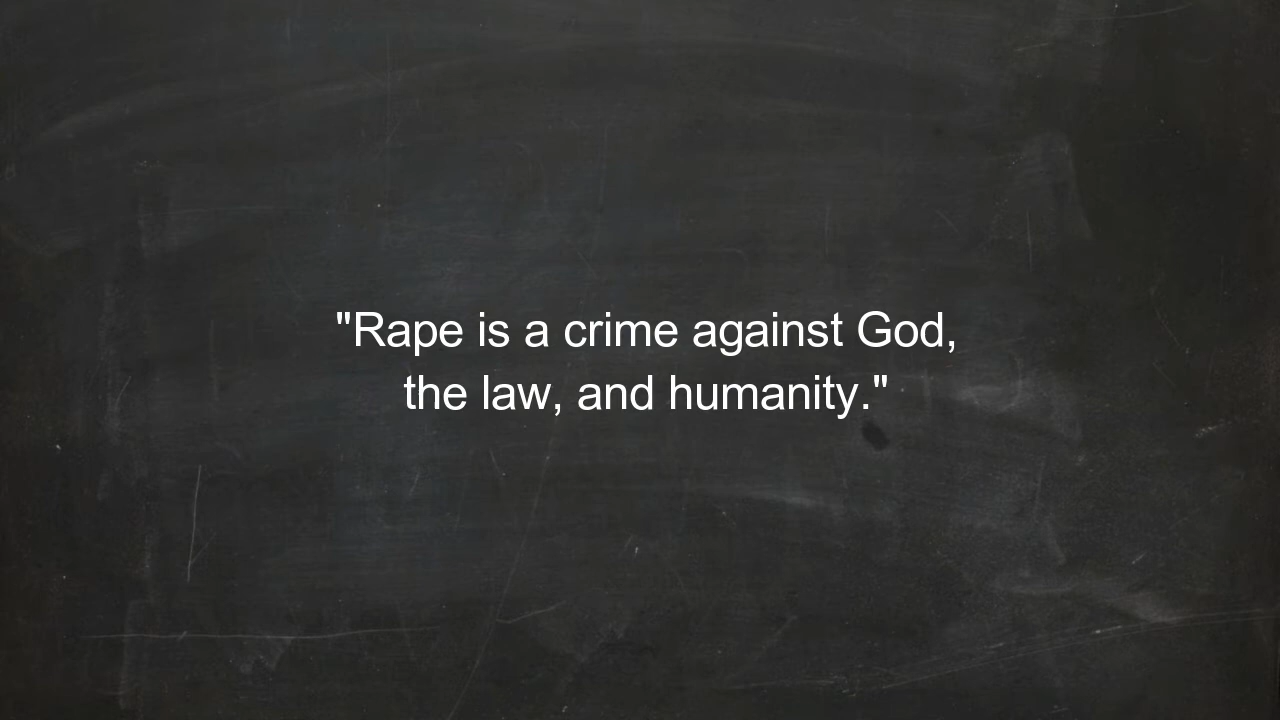 "Rape is a crime against God,
the law, and humanity."